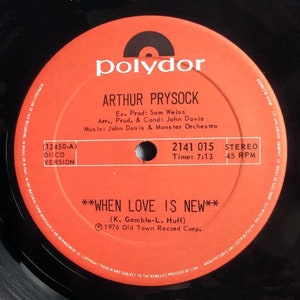 polydor
ARTHUR PRYSOCK
Ex. Prod: Sam Weiss
Arr., Prod & Cond: John Davis
Music: John Davis & Monster Orchestra
(T2450-A)
DISCO
VERSION
2141 015
Time: 7:13
STEREO
45 RPM
**WHEN LOVE IS NEW**
(K. Gamble-L. Huff)
℗1976 Old Town Record Corp.